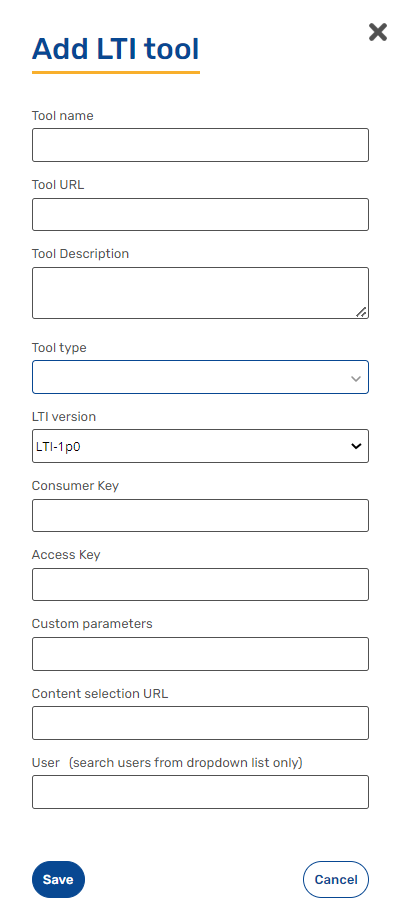 Add LTI tool
Tool name
Tool URL
Tool Description
Tool type
LTI version
LTI-1p0
Consumer Key
Access Key
Custom parameters
Content selection URL
User (search users from dropdown list only)
Save Cancel